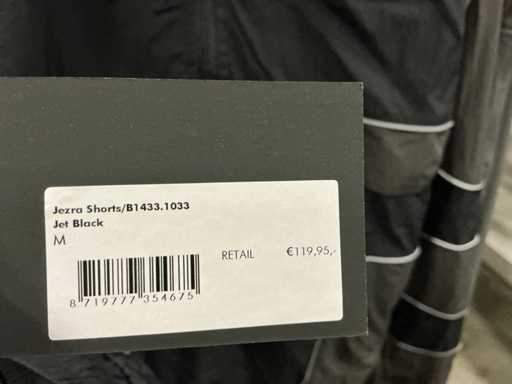 Jezra Shorts/B1433.1033
Jet Black
M
RETAIL €119,95,-
8 719777 354675